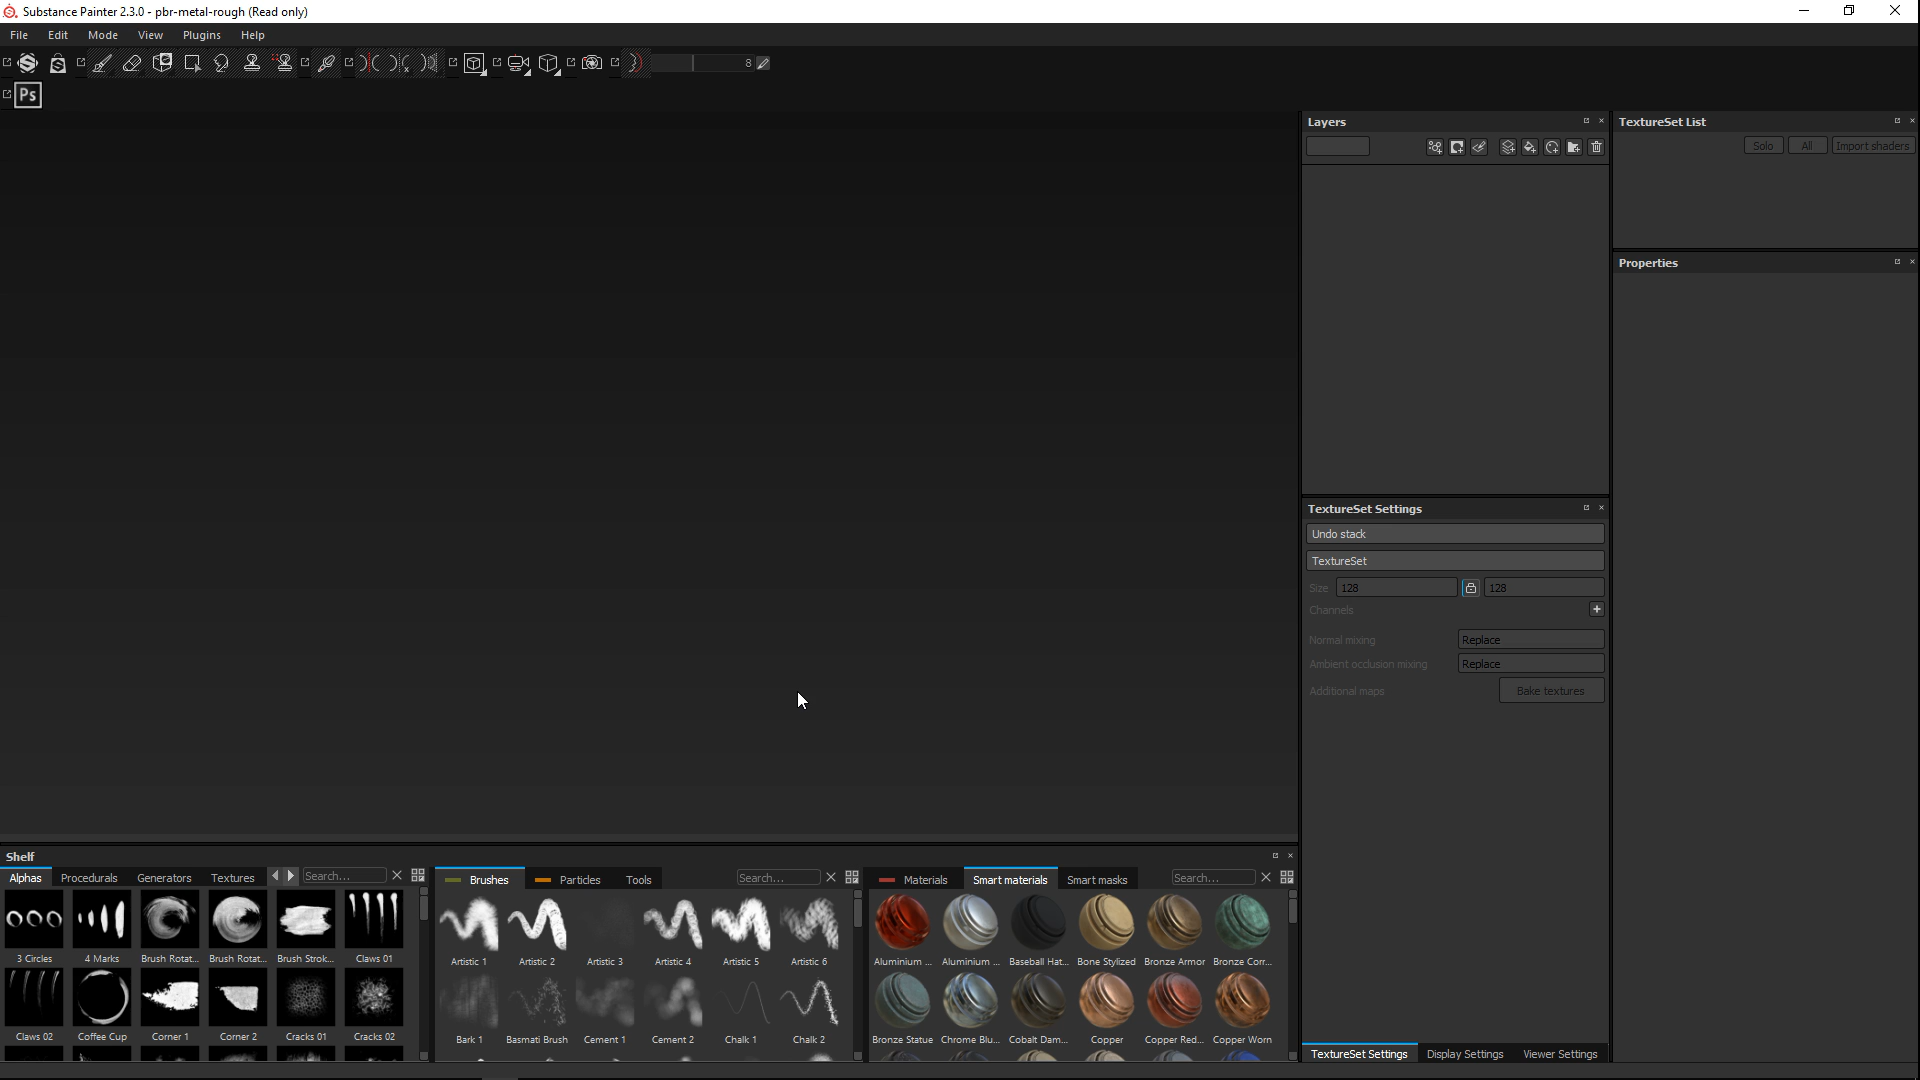 Substance Painter 2.3.0 - pbr-metal-rough (Read only)
File Edit Mode View Plugins Help
8
Ps
Layers
TextureSet List
Solo All Import shaders
Properties
TextureSet Settings
Undo stack
TextureSet
Size 128 128
Channels
Normal mixing Replace
Ambient occlusion mixing Replace
Additional maps Bake textures
Shelf
Alphas Procedurals Generators Textures Search...
3 Circles 4 Marks Brush Rotat... Brush Rotat... Brush Strok... Claws 01
Claws 02 Coffee Cup Corner 1 Corner 2 Cracks 01 Cracks 02
Brushes Particles Tools Search...
Artistic 1 Artistic 2 Artistic 3 Artistic 4 Artistic 5 Artistic 6
Bark 1 Basmati Brush Cement 1 Cement 2 Chalk 1 Chalk 2
Materials Smart materials Smart masks Search...
Aluminium ... Aluminium ... Baseball Hat... Bone Stylized Bronze Armor Bronze Corr...
Bronze Statue Chrome Blu... Cobalt Dam... Copper Copper Red... Copper Worn
TextureSet Settings Display Settings Viewer Settings